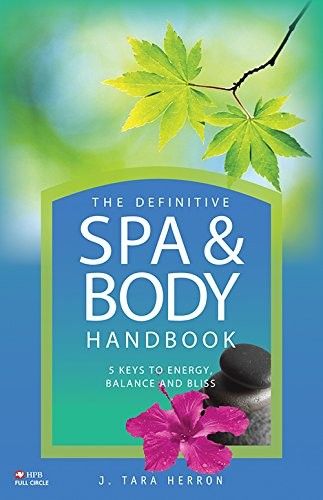 THE DEFINITIVE
SPA &
BODY
HANDBOOK
5 KEYS TO ENERGY,
BALANCE AND BLISS
HPB
FULL CIRCLE
J. TARA HERRON